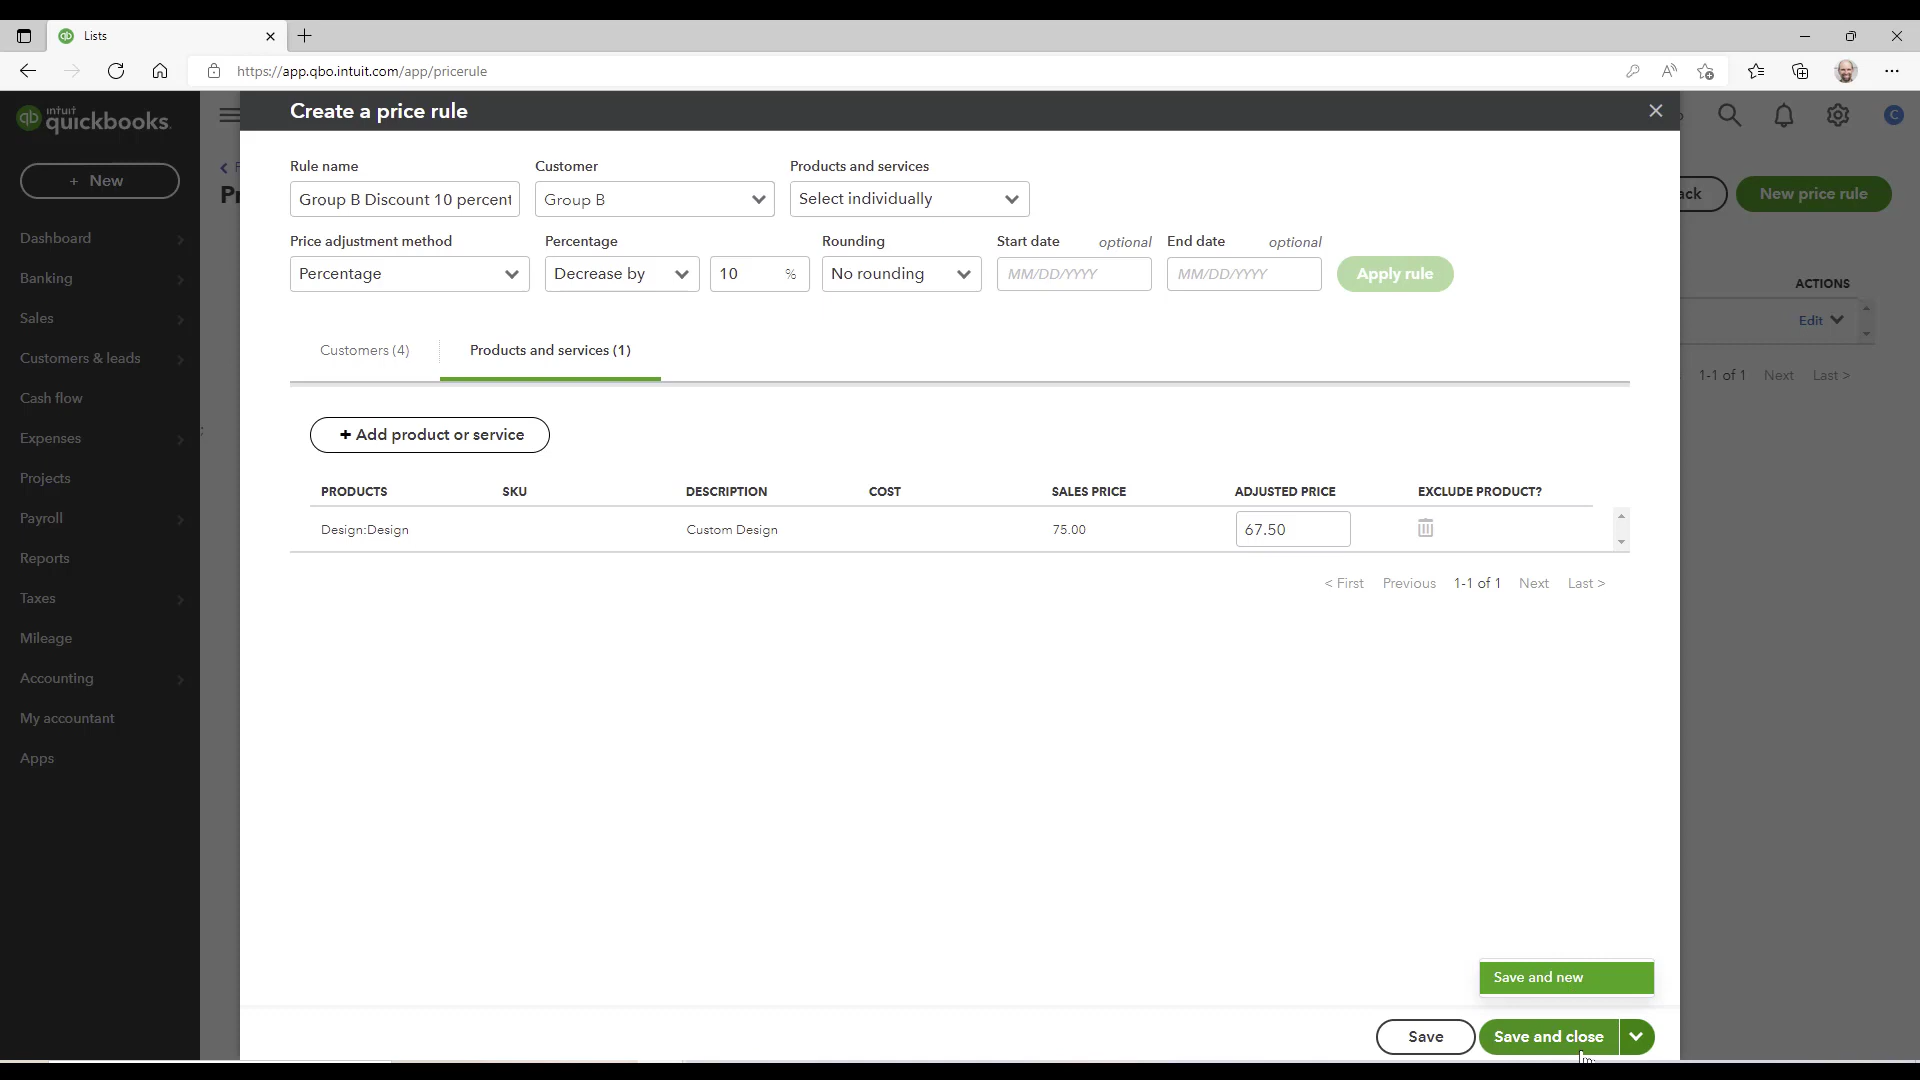 Lists
https://app.qbo.intuit.com/app/pricerule
intuit
quickbooks.
Create a price rule
+ New
Rule name
Customer
Products and services
Group B Discount 10 percent
Group B
Select individually
New price rule
Price adjustment method
Percentage
Rounding
Start date
optional
End date
optional
Percentage
Decrease by
10
%
No rounding
MM/DD/YYYY
MM/DD/YYYY
Apply rule
ACTIONS
Edit
1-1 of 1
Next
Last >
Dashboard
Banking
Sales
Customers & leads
Cash flow
Expenses
Projects
Payroll
Reports
Taxes
Mileage
Accounting
My accountant
Apps
Customers (4)
Products and services (1)
+ Add product or service
PRODUCTS
SKU
DESCRIPTION
COST
SALES PRICE
ADJUSTED PRICE
EXCLUDE PRODUCT?
Design:Design
Custom Design
75.00
67.50
< First
Previous
1-1 of 1
Next
Last >
Save and new
Save
Save and close
C